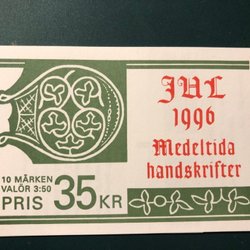 JUL
1996
Medeltida
handskrifter
10 MÄRKEN
VALÖR 3:50
PRIS 35 KR